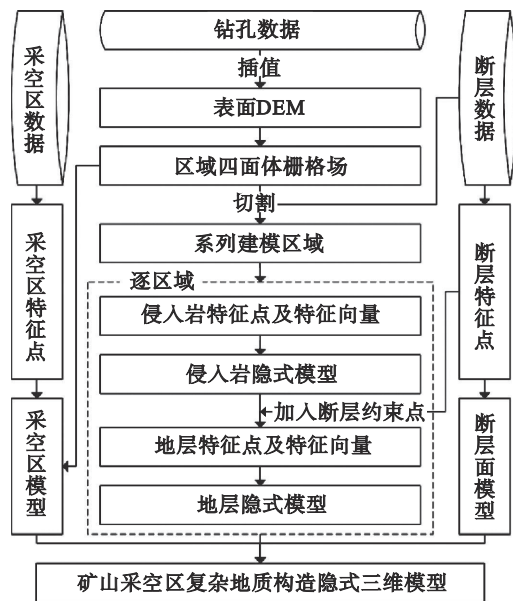 钻孔数据
插值
表面DEM
区域四面体栅格场
切割
系列建模区域
逐区域
侵入岩特征点及特征向量
侵入岩隐式模型
加入断层约束点
地层特征点及特征向量
地层隐式模型
采空区数据
采空区特征点
采空区模型
断层数据
断层特征点
断层面模型
矿山采空区复杂地质构造隐式三维模型